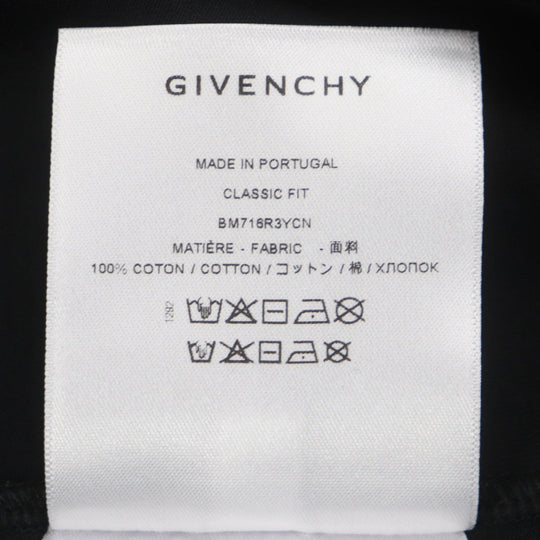 GIVENCHY
MADE IN PORTUGAL
CLASSIC FIT
BM716R3YCN
MATIÈRE - FABRIC - 面料
100% COTON / COTTON / コットン / 棉 / ХЛОПОК
1292